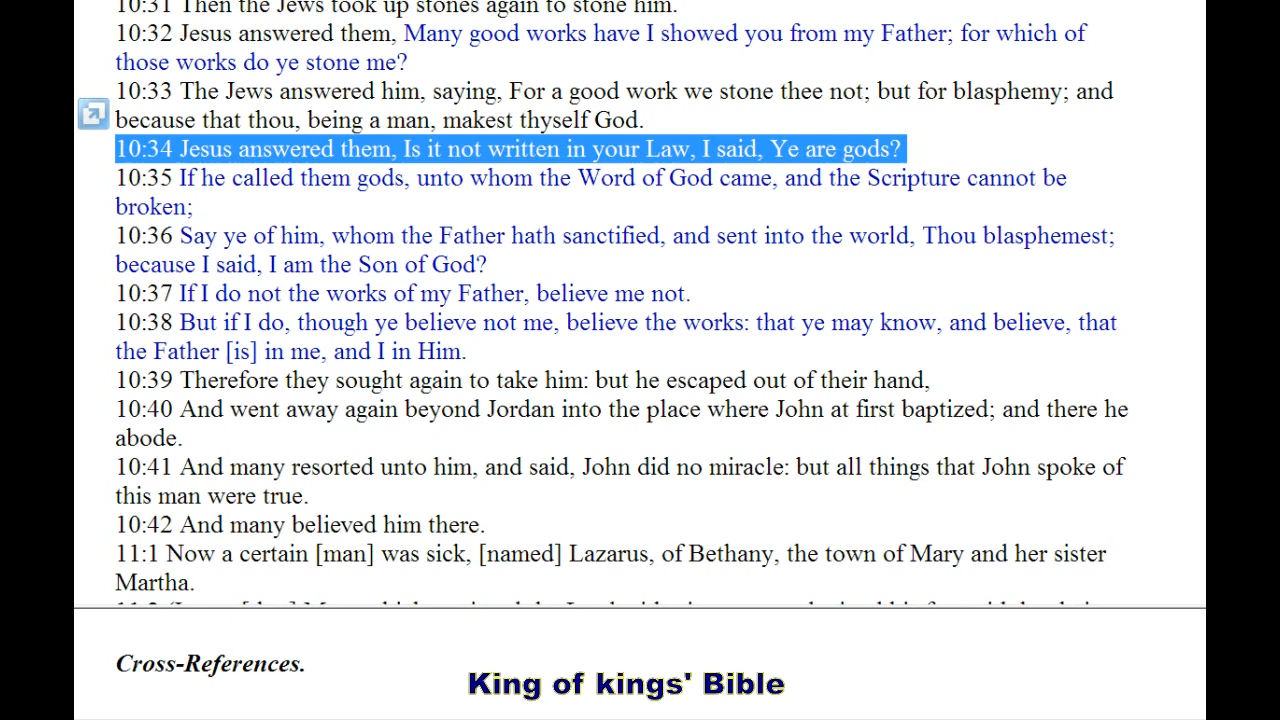 10:31 Then the Jews took up stones again to stone him.
10:32 Jesus answered them, Many good works have I showed you from my Father; for which of
those works do ye stone me?
10:33 The Jews answered him, saying, For a good work we stone thee not; but for blasphemy; and
because that thou, being a man, makest thyself God.
10:34 Jesus answered them, Is it not written in your Law, I said, Ye are gods?
10:35 If he called them gods, unto whom the Word of God came, and the Scripture cannot be
broken;
10:36 Say ye of him, whom the Father hath sanctified, and sent into the world, Thou blasphemest;
because I said, I am the Son of God?
10:37 If I do not the works of my Father, believe me not.
10:38 But if I do, though ye believe not me, believe the works: that ye may know, and believe, that
the Father [is] in me, and I in Him.
10:39 Therefore they sought again to take him: but he escaped out of their hand,
10:40 And went away again beyond Jordan into the place where John at first baptized; and there he
abode.
10:41 And many resorted unto him, and said, John did no miracle: but all things that John spoke of
this man were true.
10:42 And many believed him there.
11:1 Now a certain [man] was sick, [named] Lazarus, of Bethany, the town of Mary and her sister
Martha.
Cross-References.
King of kings' Bible